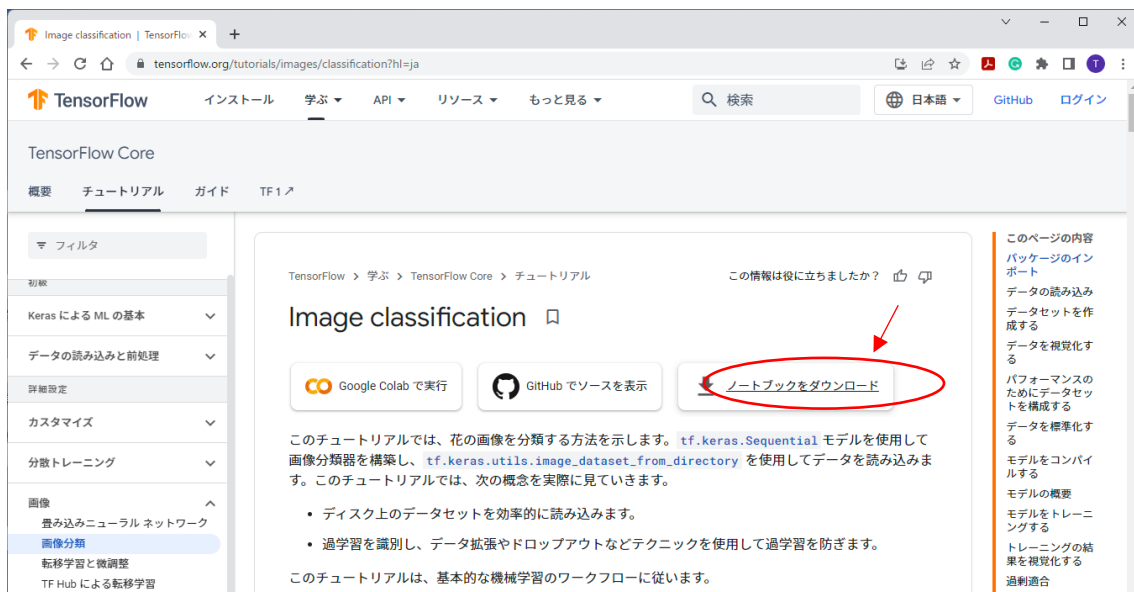 Image classification | TensorFlo
tensorflow.org/tutorials/images/classification?hl=ja
T
TensorFlow
インストール
学ぶ
API
リソース
もっと見る
検索
日本語
GitHub
ログイン
TensorFlow Core
概要
チュートリアル
ガイド
TF 1
フィルタ
初級
Keras による ML の基本
データの読み込みと前処理
詳細設定
カスタマイズ
分散トレーニング
画像
畳み込みニューラル ネットワーク
画像分類
転移学習と微調整
TF Hub による転移学習
TensorFlow > 学ぶ > TensorFlow Core > チュートリアル
この情報は役に立ちましたか？
Image classification
Google Colab で実行
GitHub でソースを表示
ノートブックをダウンロード
このチュートリアルでは、花の画像を分類する方法を示します。tf.keras.Sequential モデルを使用して
画像分類器を構築し、tf.keras.utils.image_dataset_from_directory を使用してデータを読み込みま
す。このチュートリアルでは、次の概念を実際に見ていきます。
• ディスク上のデータセットを効率的に読み込みます。
• 過学習を識別し、データ拡張やドロップアウトなどテクニックを使用して過学習を防ぎます。
このチュートリアルは、基本的な機械学習のワークフローに従います。
このページの内容
パッケージのイン
ポート
データの読み込み
データセットを作
成する
データを視覚化す
る
パフォーマンスの
ためにデータセッ
トを構成する
データを標準化す
る
モデルをコンパイ
ルする
モデルの概要
モデルをトレーニ
ングする
トレーニングの結
果を視覚化する
過剰適合